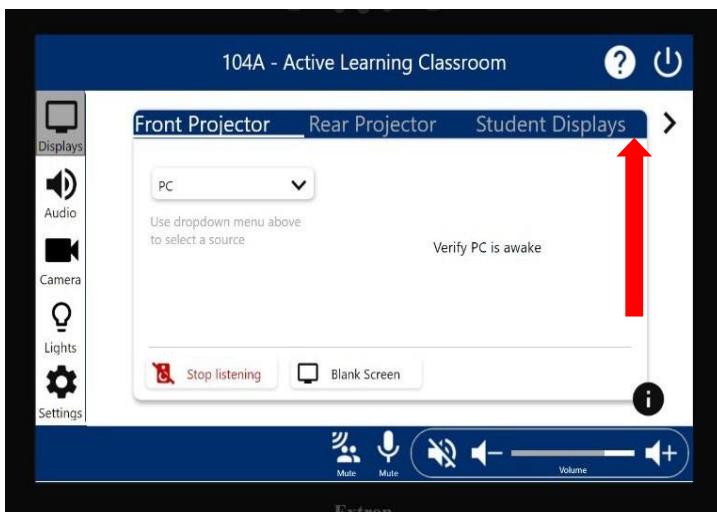 104A - Active Learning Classroom
?
Displays
Audio
Camera
Lights
Settings
Front Projector Rear Projector Student Displays
PC
Use dropdown menu above
to select a source
Verify PC is awake
Stop listening
Blank Screen
i
Mute
Mute
Volume
Extron